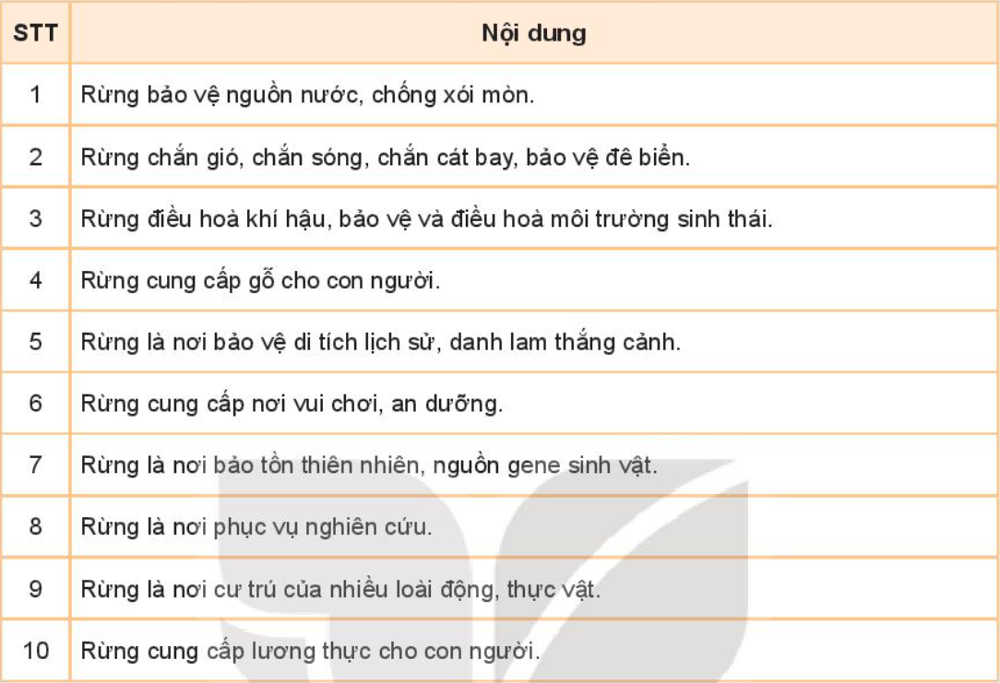 STT Nội dung
1 Rừng bảo vệ nguồn nước, chống xói mòn.
2 Rừng chắn gió, chắn sóng, chắn cát bay, bảo vệ đê biển.
3 Rừng điều hoà khí hậu, bảo vệ và điều hoà môi trường sinh thái.
4 Rừng cung cấp gỗ cho con người.
5 Rừng là nơi bảo vệ di tích lịch sử, danh lam thắng cảnh.
6 Rừng cung cấp nơi vui chơi, an dưỡng.
7 Rừng là nơi bảo tồn thiên nhiên, nguồn gene sinh vật.
8 Rừng là nơi phục vụ nghiên cứu.
9 Rừng là nơi cư trú của nhiều loài động, thực vật.
10 Rừng cung cấp lương thực cho con người.